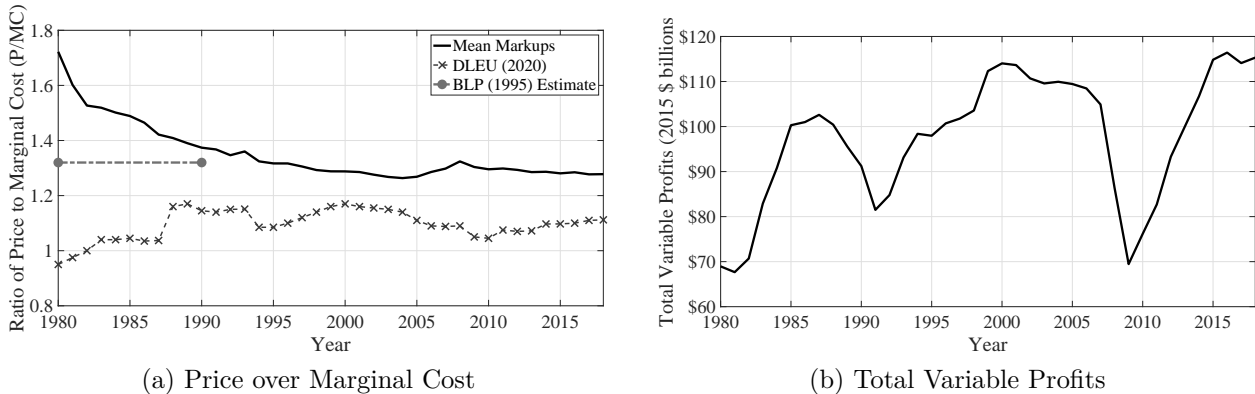 1.8
1.6
1.4
1.2
1
0.8
Ratio of Price to Marginal Cost (P/MC)
Mean Markups
DLEU (2020)
BLP (1995) Estimate
1980 1985 1990 1995 2000 2005 2010 2015
Year
(a) Price over Marginal Cost
$120
$110
$100
$90
$80
$70
$60
Total Variable Profits (2015 $ billions
1980 1985 1990 1995 2000 2005 2010 2015
Year
(b) Total Variable Profits